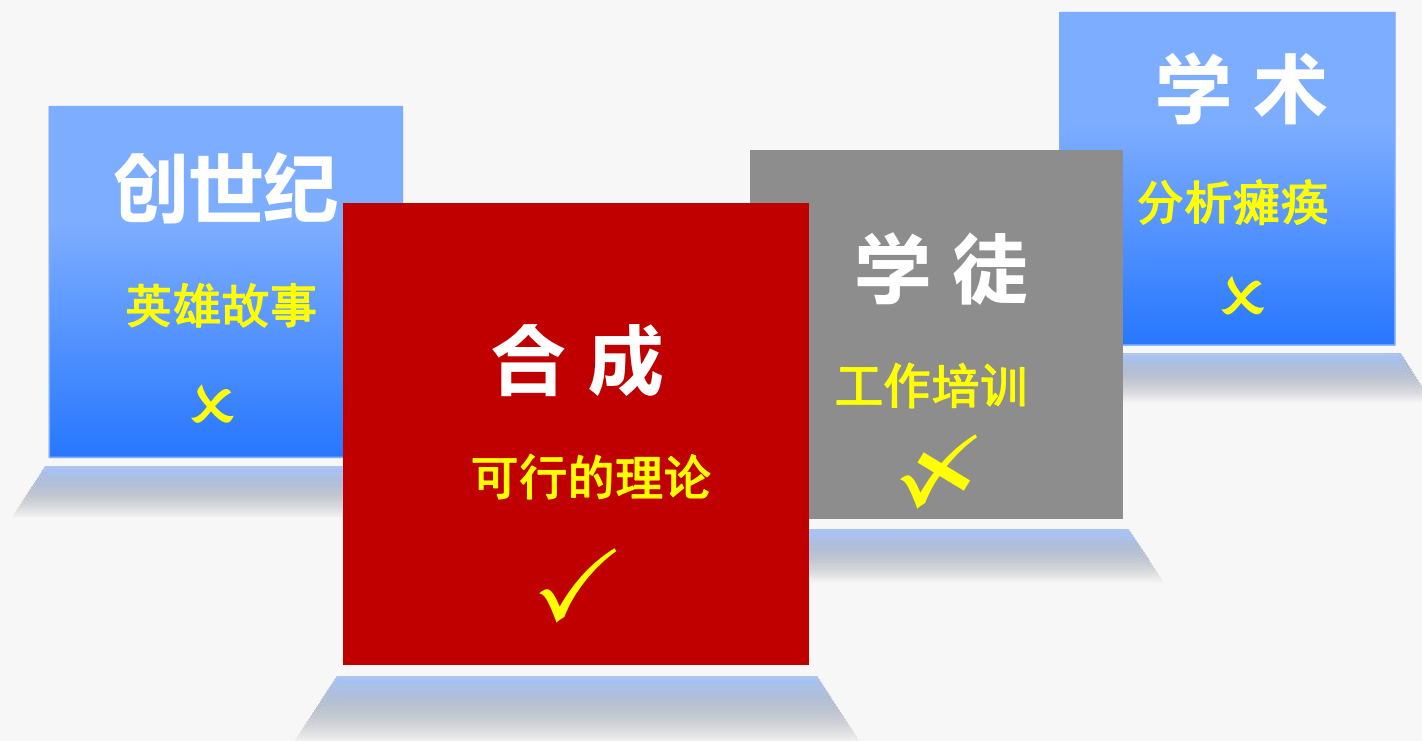 创世纪
英雄故事
✗
合 成
可行的理论
✓
学 徒
工作培训
学 术
分析瘫痪
✗